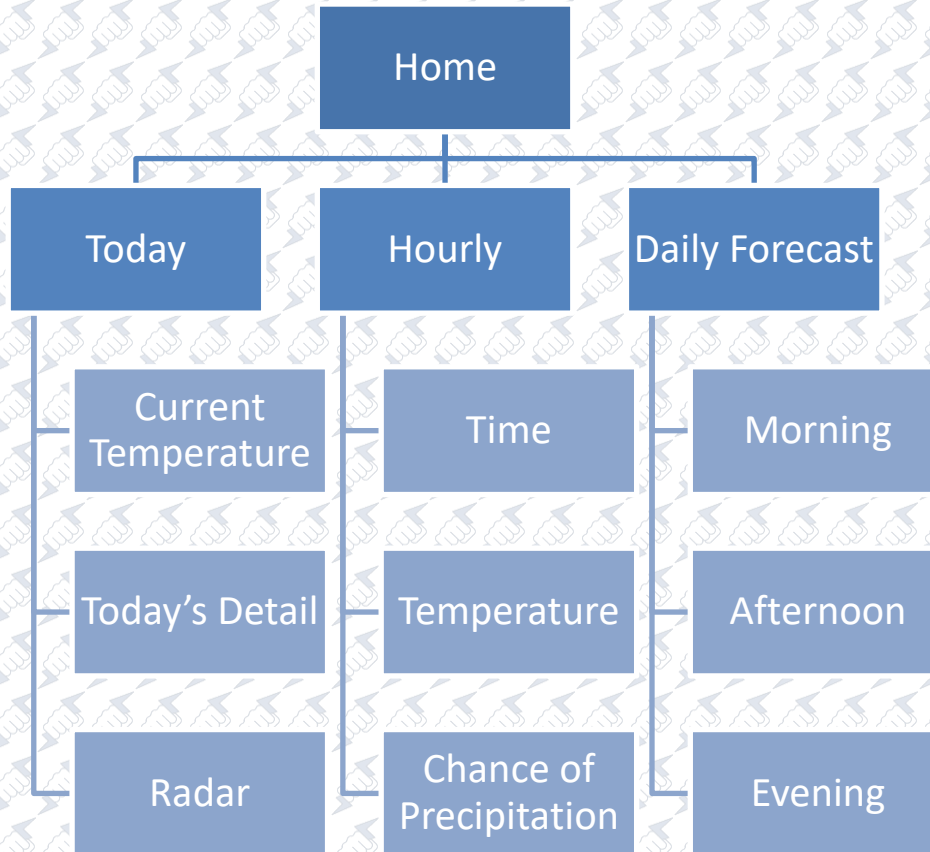 Home
Today
Hourly
Daily Forecast
Current
Temperature
Time
Morning
Today’s Detail
Temperature
Afternoon
Radar
Chance of
Precipitation
Evening